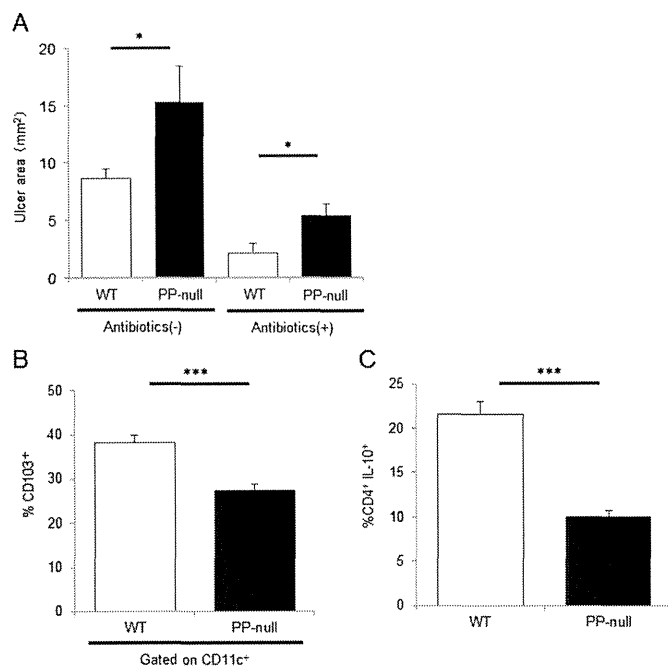 A
*
*
20
15
10
5
0
Ulcer area (mm²)
WT PP-null WT PP-null
Antibiotics(-) Antibiotics(+)
B
***
50
40
30
20
10
0
% CD103⁺
WT PP-null
Gated on CD11c⁺
C
***
25
20
15
10
5
0
%CD4⁺ IL-10⁺
WT PP-null